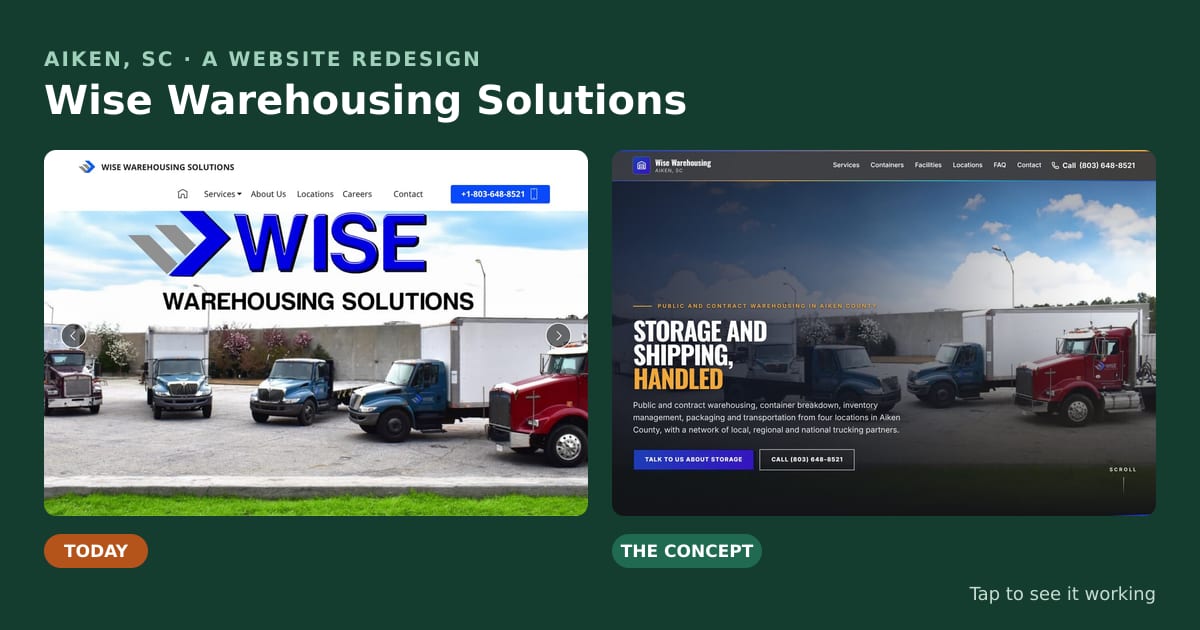 AIKEN, SC · A WEBSITE REDESIGN
Wise Warehousing Solutions
WISE WAREHOUSING SOLUTIONS
Services
About Us
Locations
Careers
Contact
+1-803-648-8521
WISE
WAREHOUSING SOLUTIONS
TODAY
Wise Warehousing
AIKEN, SC
Services
Containers
Facilities
Locations
FAQ
Contact
Call (803) 648-8521
PUBLIC AND CONTRACT WAREHOUSING IN AIKEN COUNTY
STORAGE AND
SHIPPING,
HANDLED
Public and contract warehousing, container breakdown, inventory
management, packaging and transportation from four locations in Aiken
County, with a network of local, regional and national trucking partners.
TALK TO US ABOUT STORAGE
CALL (803) 648-8521
SCROLL
THE CONCEPT
Tap to see it working